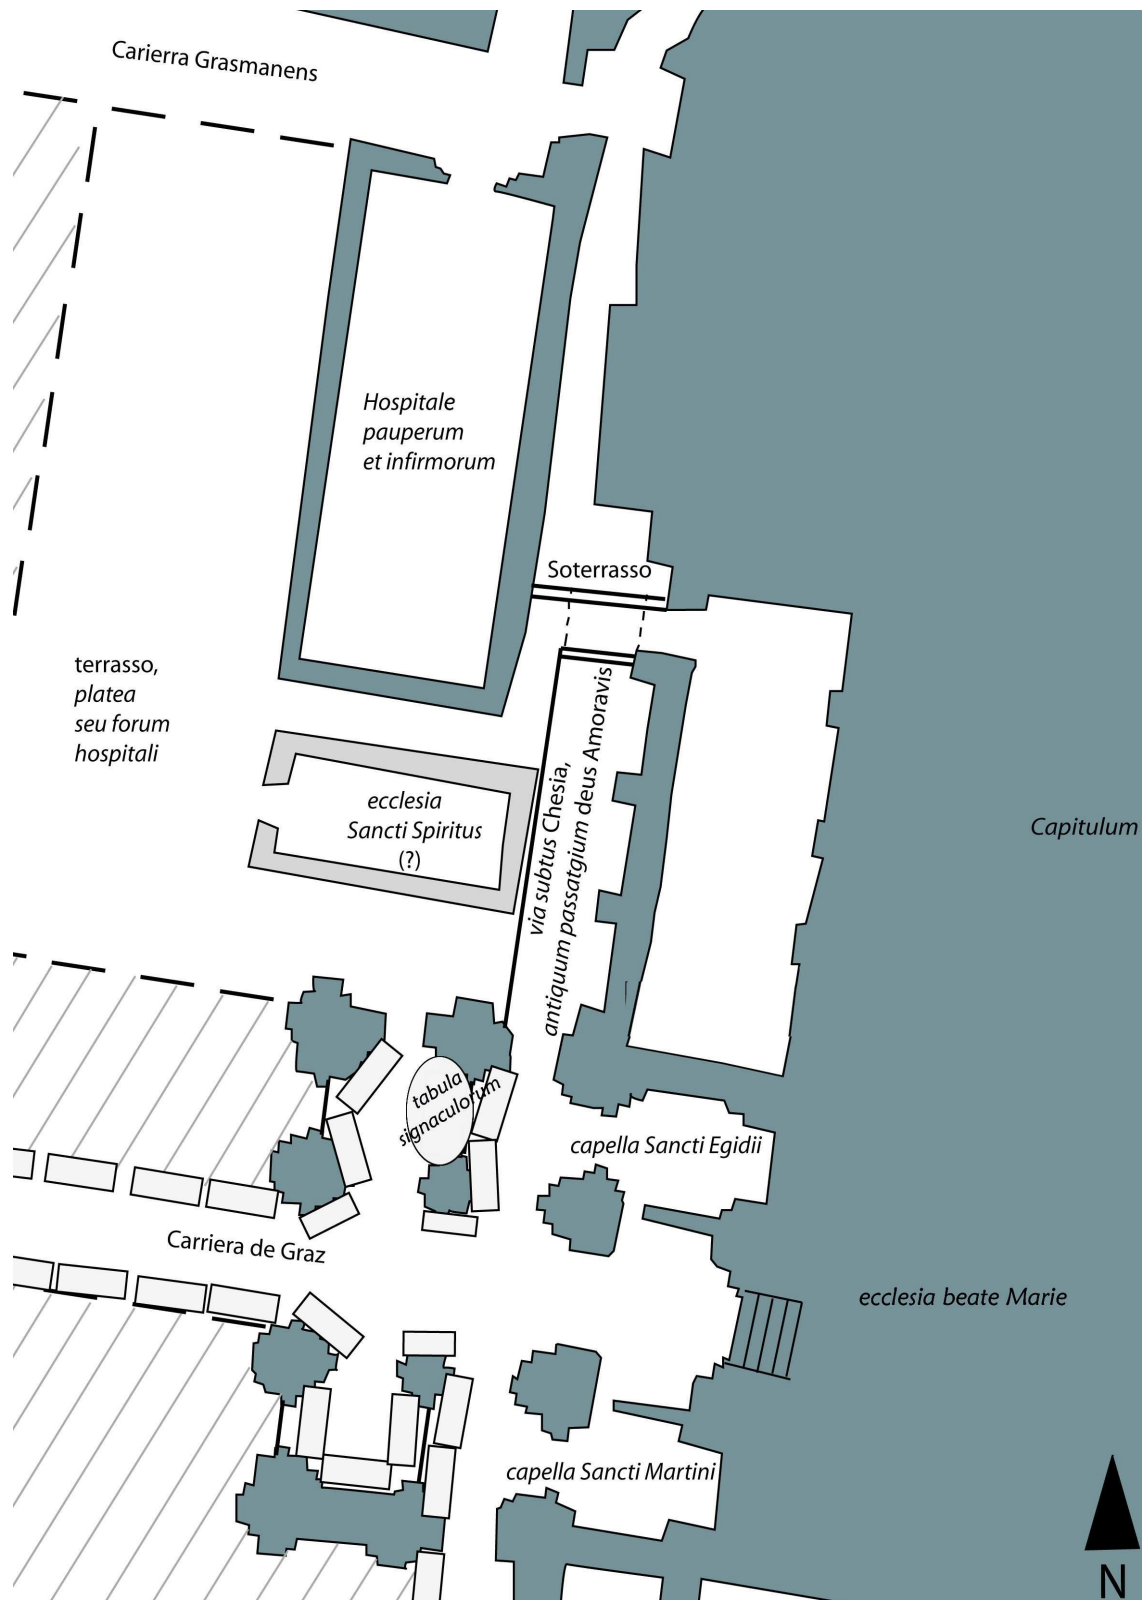 Carierra Grasmanens
Hospitale
pauperum
et infirmorum
Soterrasso
terrasso,
platea
seu forum
hospitali
via subtus Chesia,
antiquum passatgium deus Amoravis
ecclesia
Sancti Spiritus
(?)
Capitulum
tabula
signaculorum
capella Sancti Egidii
Carriera de Graz
ecclesia beate Marie
capella Sancti Martini
N